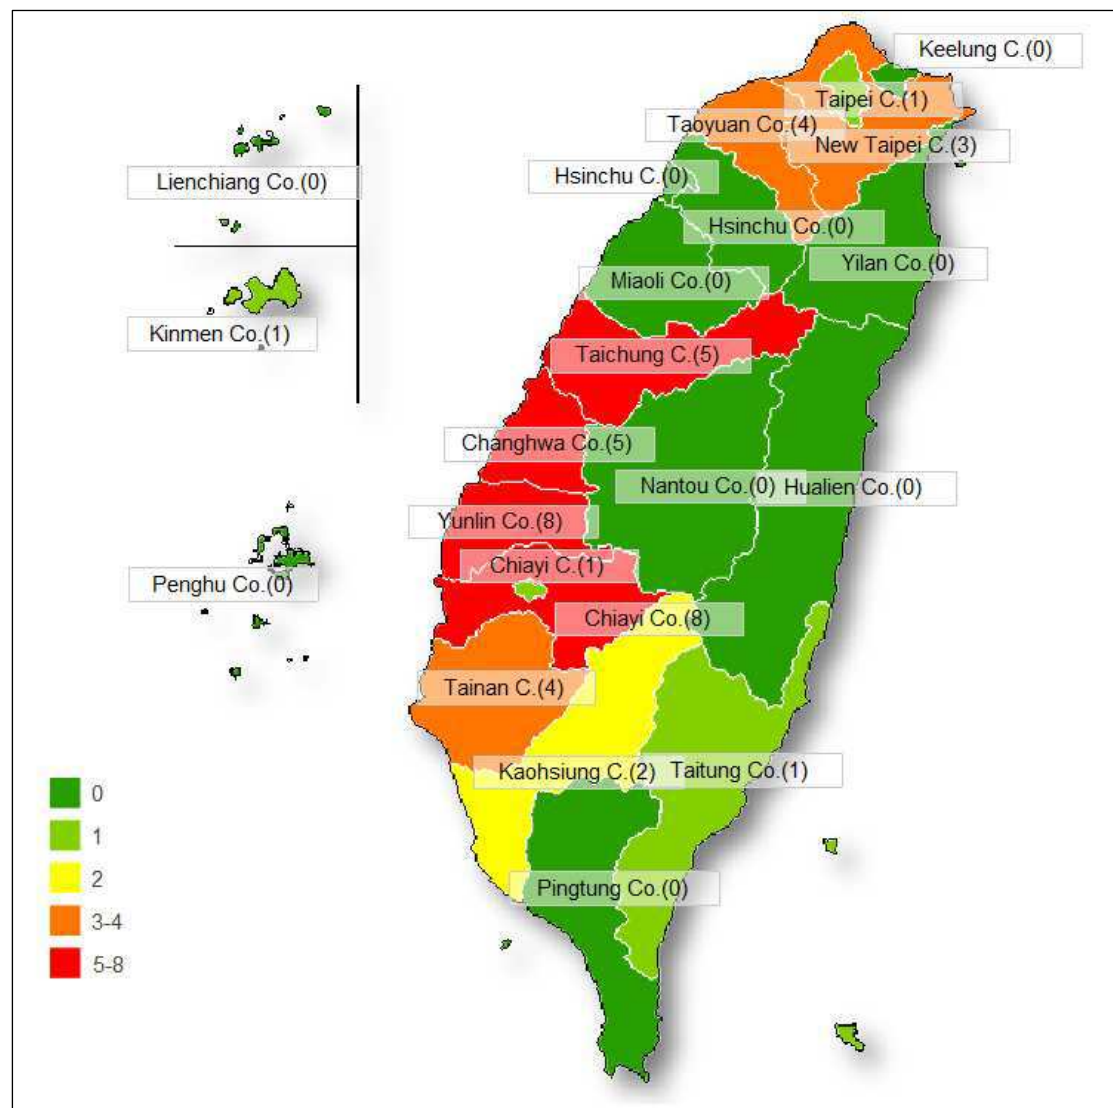 Keelung C.(0)
Taipei C.(1)
Taoyuan Co.(4)
New Taipei C.(3)
Lienchiang Co.(0)
Hsinchu C.(0)
Hsinchu Co.(0)
Yilan Co.(0)
Miaoli Co.(0)
Kinmen Co.(1)
Taichung C.(5)
Changhwa Co.(5)
Nantou Co.(0)
Hualien Co.(0)
Yunlin Co.(8)
Chiayi C.(1)
Penghu Co.(0)
Chiayi Co.(8)
Tainan C.(4)
Kaohsiung C.(2)
Taitung Co.(1)
Pingtung Co.(0)
0
1
2
3-4
5-8